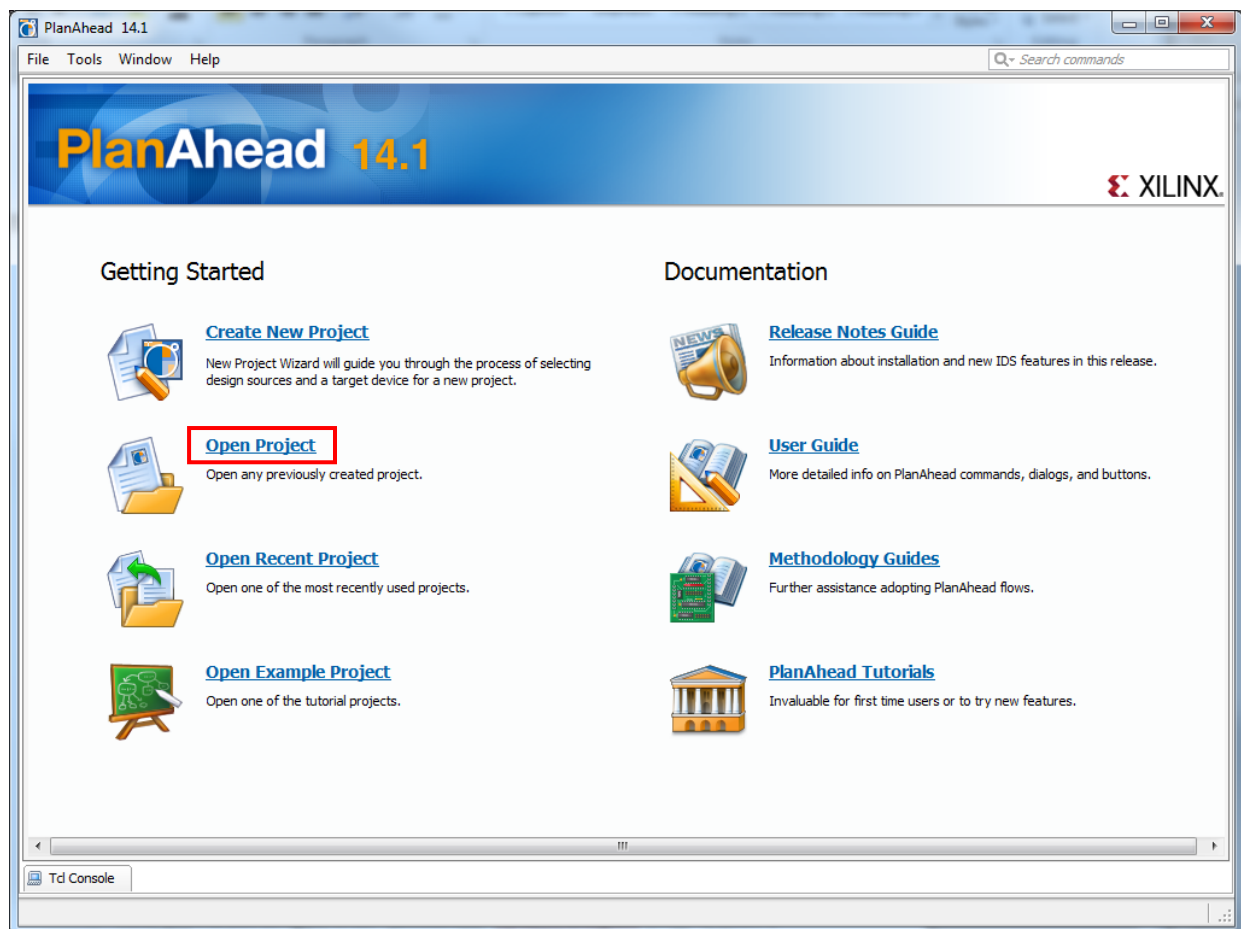 PlanAhead 14.1
File Tools Window Help
Search commands
PlanAhead 14.1
XILINX
Getting Started
Create New Project
New Project Wizard will guide you through the process of selecting
design sources and a target device for a new project.
Open Project
Open any previously created project.
Open Recent Project
Open one of the most recently used projects.
Open Example Project
Open one of the tutorial projects.
Documentation
NEWS
Release Notes Guide
Information about installation and new IDS features in this release.
User Guide
More detailed info on PlanAhead commands, dialogs, and buttons.
Methodology Guides
Further assistance adopting PlanAhead flows.
PlanAhead Tutorials
Invaluable for first time users or to try new features.
Tcl Console